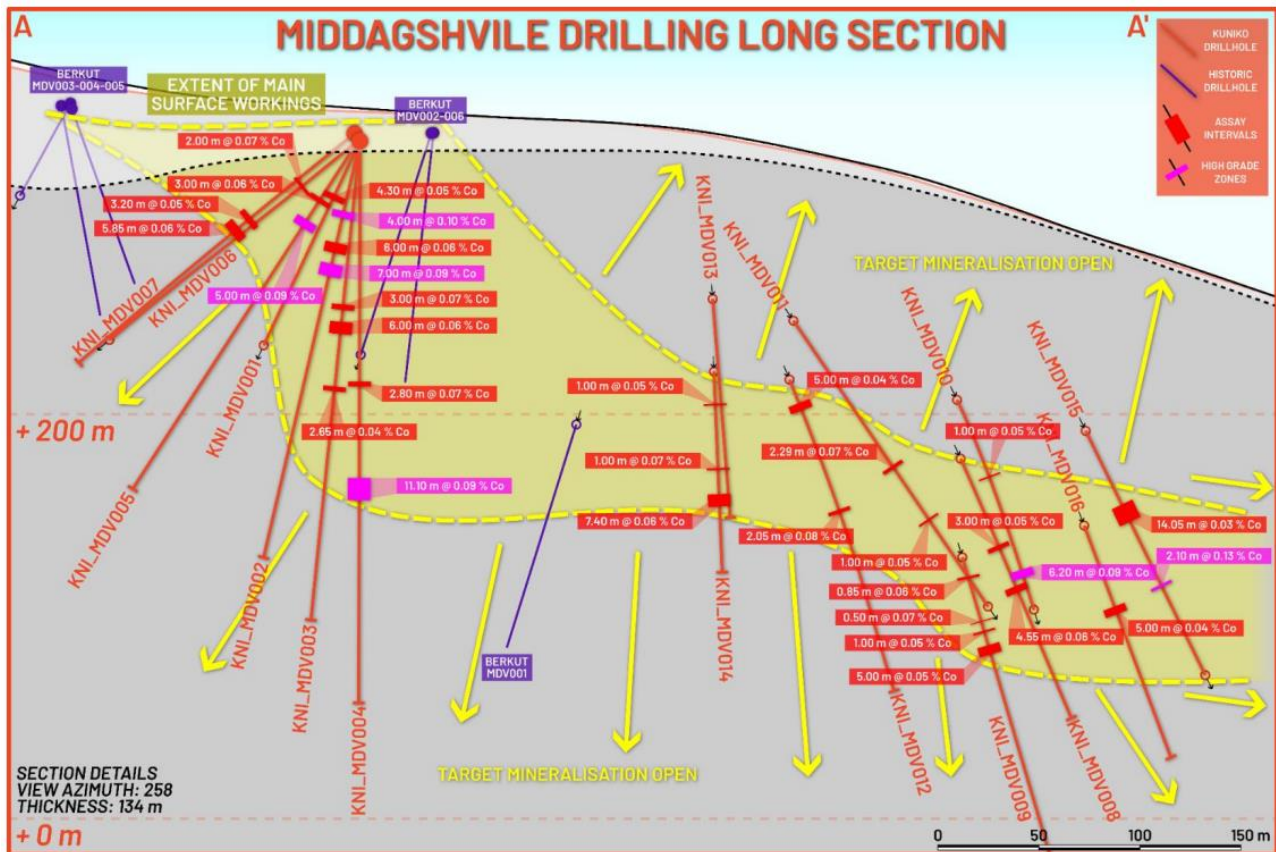 A
MIDDAGSHVILE DRILLING LONG SECTION
A'
KUNIKO
DRILLHOLE
HISTORIC
DRILLHOLE
ASSAY
INTERVALS
HIGH GRADE
ZONES
BERKUT
MDV003-004-005
EXTENT OF MAIN
SURFACE WORKINGS
BERKUT
MDV002-006
2.00 m @ 0.07 % Co
3.00 m @ 0.06 % Co
3.20 m @ 0.05 % Co
5.85 m @ 0.06 % Co
4.30 m @ 0.05 % Co
4.00 m @ 0.10 % Co
6.00 m @ 0.06 % Co
7.00 m @ 0.09 % Co
5.00 m @ 0.09 % Co
3.00 m @ 0.07 % Co
6.00 m @ 0.06 % Co
2.80 m @ 0.07 % Co
2.65 m @ 0.04 % Co
11.10 m @ 0.09 % Co
KNI_MDV007
KNI_MDV006
KNI_MDV001
KNI_MDV005
KNI_MDV002
KNI_MDV003
KNI_MDV004
BERKUT
MDV001
KNI_MDV013
KNI_MDV011
KNI_MDV010
KNI_MDV015
KNI_MDV016
TARGET MINERALISATION OPEN
1.00 m @ 0.05 % Co
5.00 m @ 0.04 % Co
1.00 m @ 0.07 % Co
2.29 m @ 0.07 % Co
1.00 m @ 0.05 % Co
7.40 m @ 0.06 % Co
2.05 m @ 0.08 % Co
3.00 m @ 0.05 % Co
14.05 m @ 0.03 % Co
1.00 m @ 0.05 % Co
6.20 m @ 0.09 % Co
2.10 m @ 0.13 % Co
0.85 m @ 0.06 % Co
0.50 m @ 0.07 % Co
4.55 m @ 0.06 % Co
5.00 m @ 0.04 % Co
1.00 m @ 0.05 % Co
5.00 m @ 0.05 % Co
KNI_MDV014
KNI_MDV012
KNI_MDV009
KNI_MDV008
TARGET MINERALISATION OPEN
+ 200 m
SECTION DETAILS
VIEW AZIMUTH: 258
THICKNESS: 134 m
+ 0 m
0 50 100 150 m